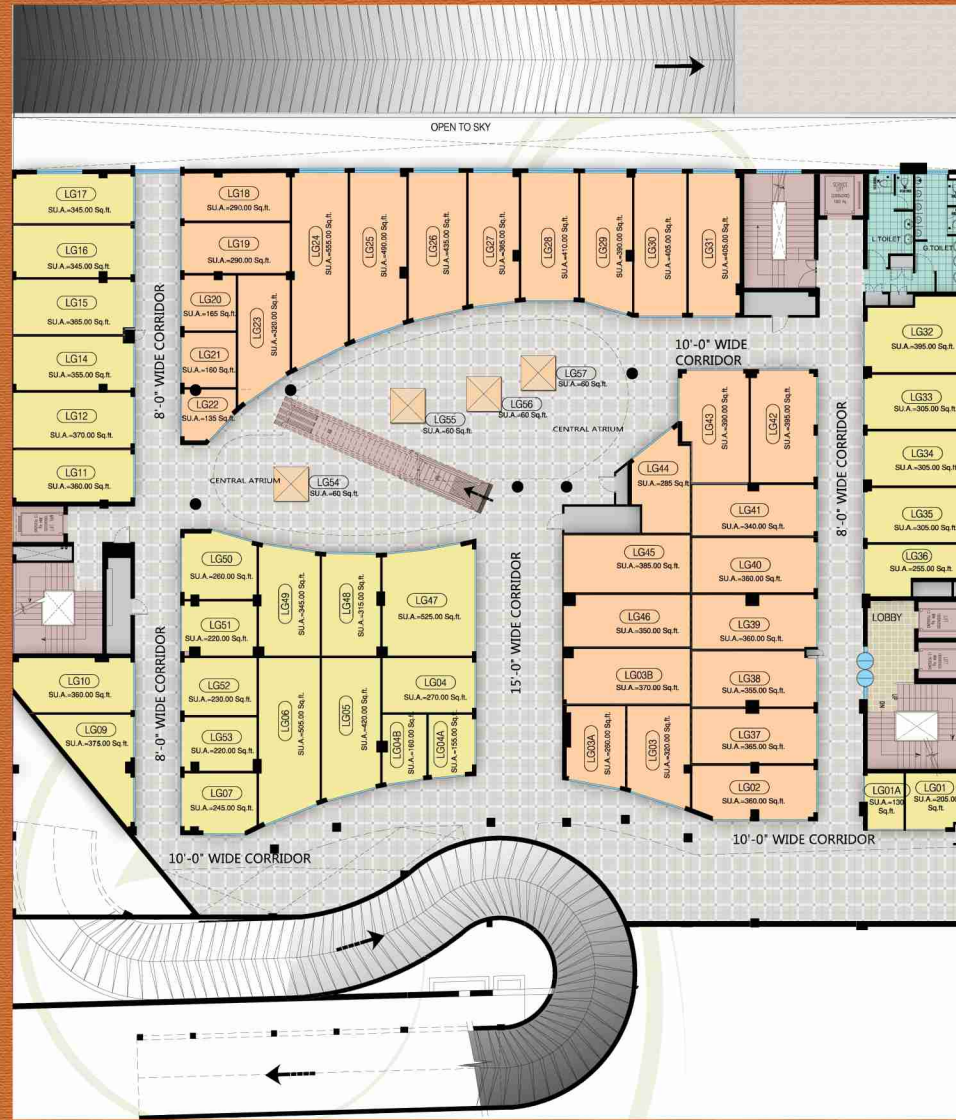 OPEN TO SKY
LG17
SU.A.=345.00 Sq.ft.
LG16
SU.A.=345.00 Sq.ft.
LG15
SU.A.=365.00 Sq.ft.
LG14
SU.A.=355.00 Sq.ft.
LG12
SU.A.=370.00 Sq.ft.
LG11
SU.A.=360.00 Sq.ft.
8'-0" WIDE CORRIDOR
LG18
SU.A.=290.00 Sq.ft.
LG19
SU.A.=290.00 Sq.ft.
LG20
SU.A.=165 Sq.ft.
LG21
SU.A.=160 Sq.ft.
LG22
SU.A.=135 Sq.ft.
LG23
SU.A.=320.00 Sq.ft.
LG24
SU.A.=555.00 Sq.ft.
LG25
SU.A.=490.00 Sq.ft.
LG26
SU.A.=435.00 Sq.ft.
LG27
SU.A.=385.00 Sq.ft.
LG28
SU.A.=410.00 Sq.ft.
LG29
SU.A.=390.00 Sq.ft.
LG30
SU.A.=405.00 Sq.ft.
LG31
SU.A.=405.00 Sq.ft.
L.TOILET
G.TOILET
10'-0" WIDE
CORRIDOR
LG57
SU.A.=60 Sq.ft.
LG56
SU.A.=60 Sq.ft.
LG55
SU.A.=60 Sq.ft.
CENTRAL ATRIUM
CENTRAL ATRIUM
LG54
SU.A.=60 Sq.ft.
LG32
SU.A.=395.00 Sq.ft.
LG33
SU.A.=305.00 Sq.ft.
LG34
SU.A.=305.00 Sq.ft.
LG35
SU.A.=305.00 Sq.ft.
LG36
SU.A.=255.00 Sq.ft.
8'-0" WIDE CORRIDOR
LG43
SU.A.=390.00 Sq.ft.
LG42
SU.A.=395.00 Sq.ft.
LG44
SU.A.=285 Sq.ft.
LG41
SU.A.=340.00 Sq.ft.
LG45
SU.A.=385.00 Sq.ft.
LG40
SU.A.=360.00 Sq.ft.
LG46
SU.A.=350.00 Sq.ft.
LG39
SU.A.=360.00 Sq.ft.
LG03B
SU.A.=370.00 Sq.ft.
LG38
SU.A.=355.00 Sq.ft.
LG03A
SU.A.=260.00 Sq.ft.
LG03
SU.A.=320.00 Sq.ft.
LG37
SU.A.=365.00 Sq.ft.
LG02
SU.A.=360.00 Sq.ft.
15'-0" WIDE CORRIDOR
LG50
SU.A.=260.00 Sq.ft.
LG49
SU.A.=345.00 Sq.ft.
LG48
SU.A.=315.00 Sq.ft.
LG47
SU.A.=525.00 Sq.ft.
LG51
SU.A.=220.00 Sq.ft.
LG52
SU.A.=230.00 Sq.ft.
LG53
SU.A.=220.00 Sq.ft.
LG07
SU.A.=245.00 Sq.ft.
LG06
SU.A.=505.00 Sq.ft.
LG05
SU.A.=420.00 Sq.ft.
LG04
SU.A.=270.00 Sq.ft.
LG04B
SU.A.=160.00 Sq.ft.
LG04A
SU.A.=155.00 Sq.ft.
8'-0" WIDE CORRIDOR
LG10
SU.A.=360.00 Sq.ft.
LG09
SU.A.=375.00 Sq.ft.
LOBBY
UP
DN
LG01A
SU.A.=130
Sq.ft.
LG01
SU.A.=205.00
Sq.ft.
10'-0" WIDE CORRIDOR
10'-0" WIDE CORRIDOR